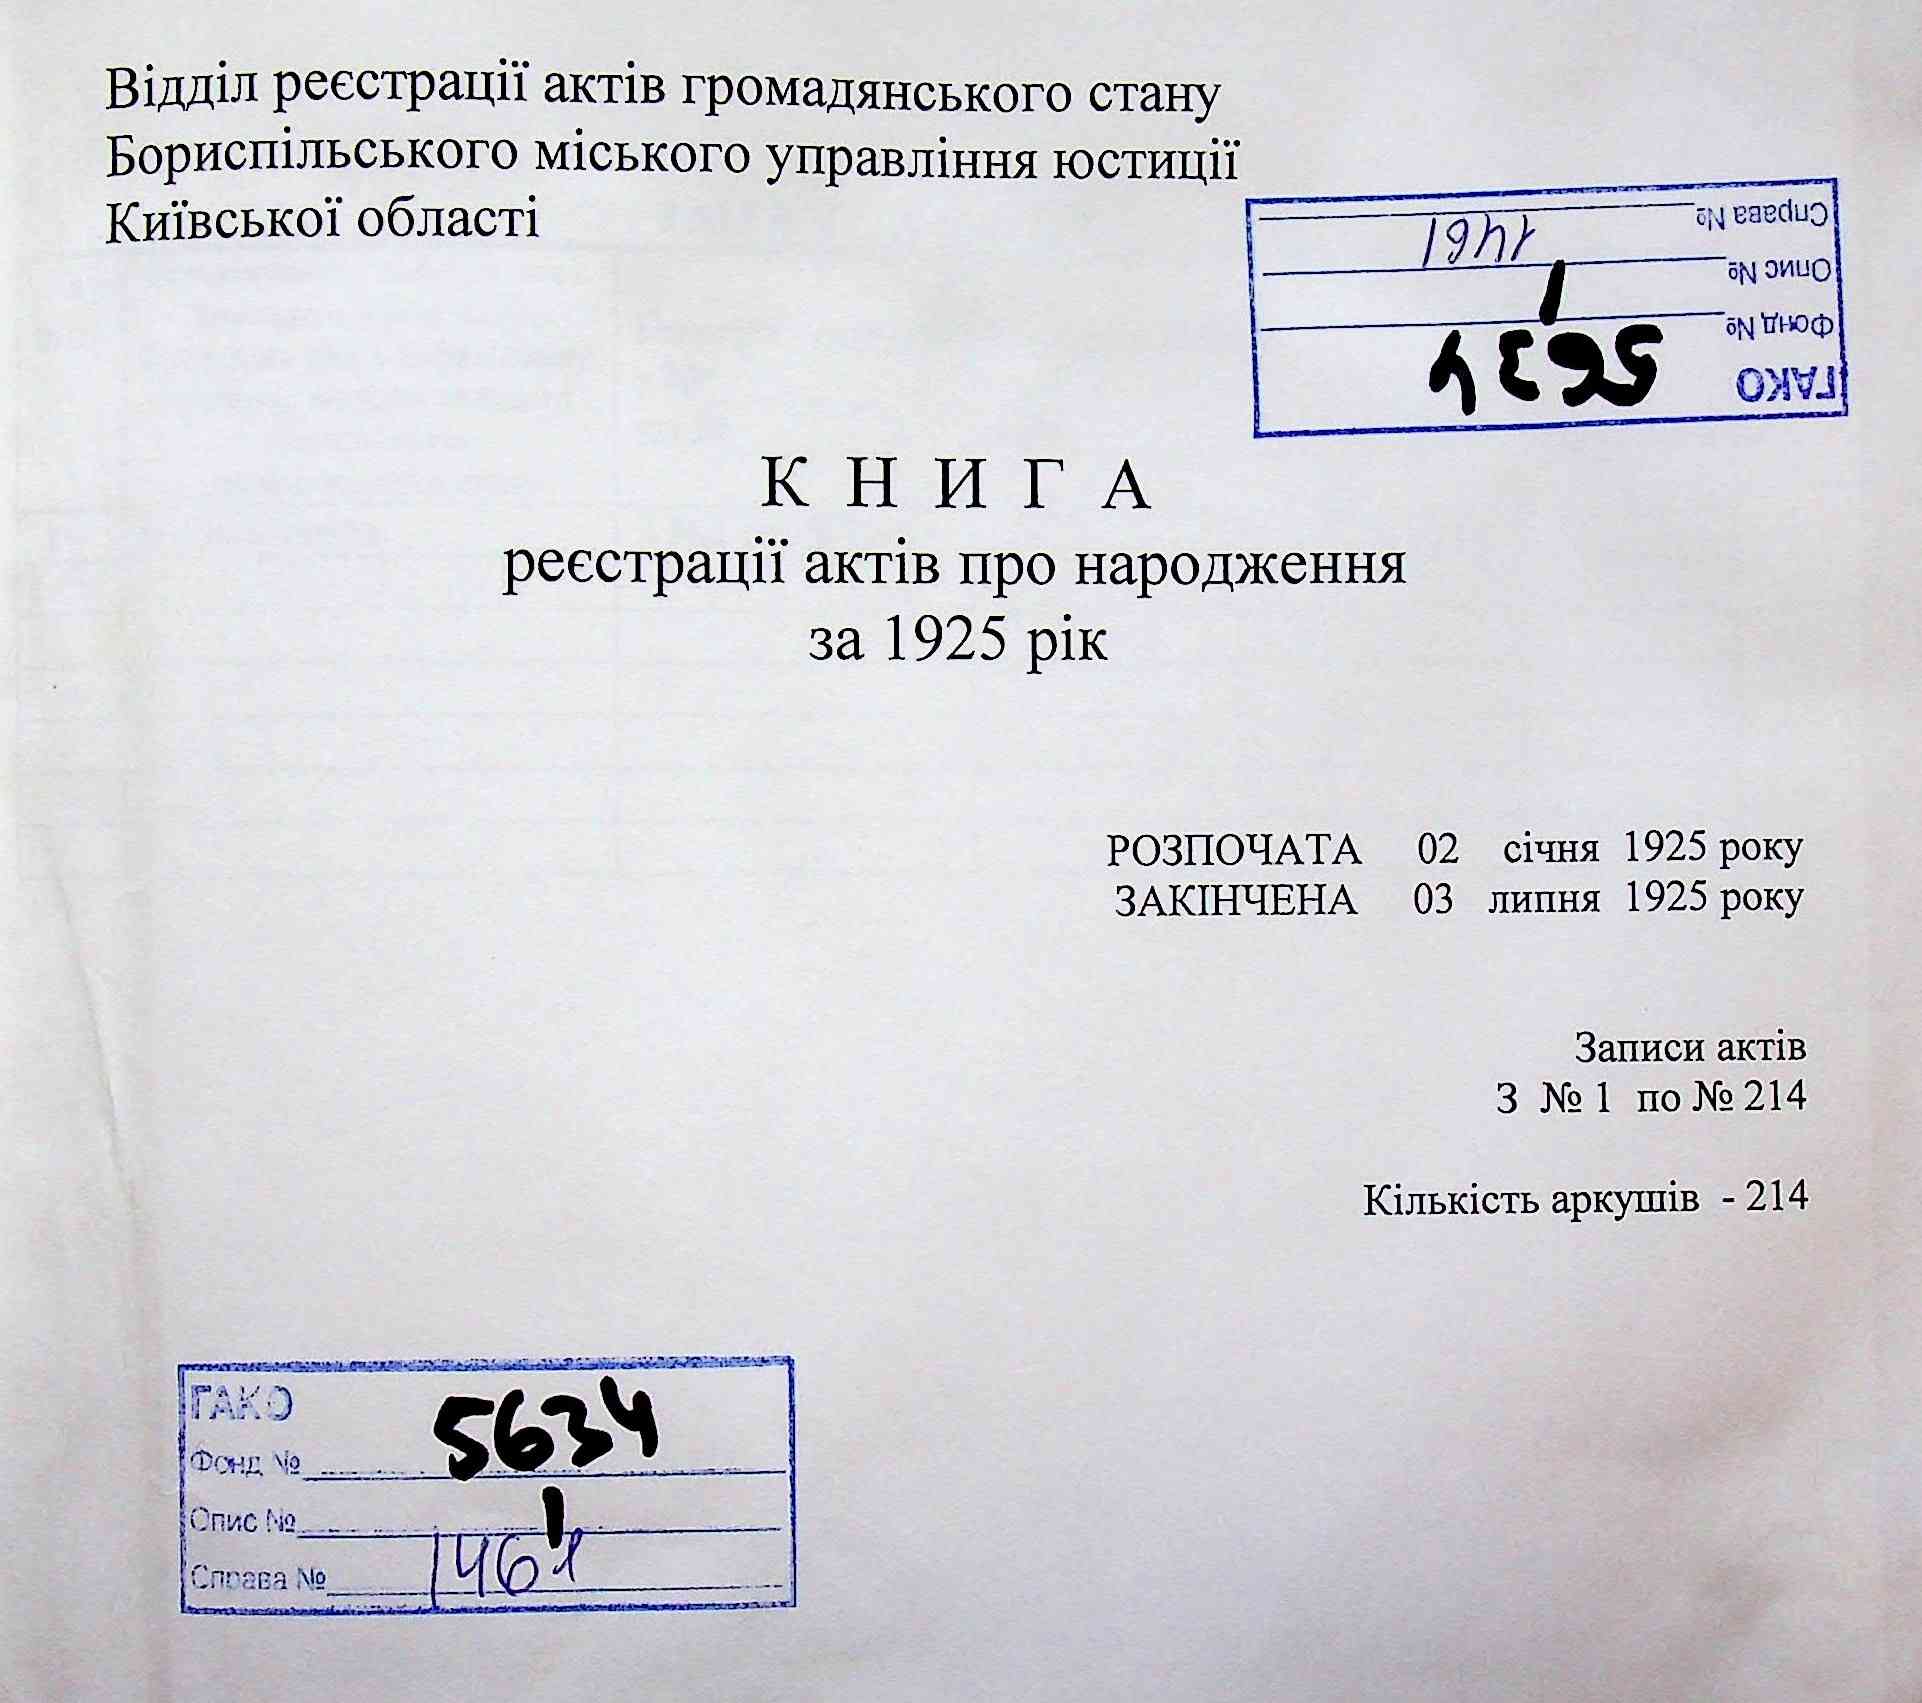 Відділ реєстрації актів громадянського стану
Бориспільського міського управління юстиції
Київської області
ГАКО
Фонд № 5634
Опис № 1
Справа № 1461
К Н И Г А
реєстрації актів про народження
за 1925 рік
РОЗПОЧАТА 02 січня 1925 року
ЗАКІНЧЕНА 03 липня 1925 року
Записи актів
З № 1 по № 214
Кількість аркушів - 214
ГАКО
Фонд № 5634
Опис № 1
Справа № 1461